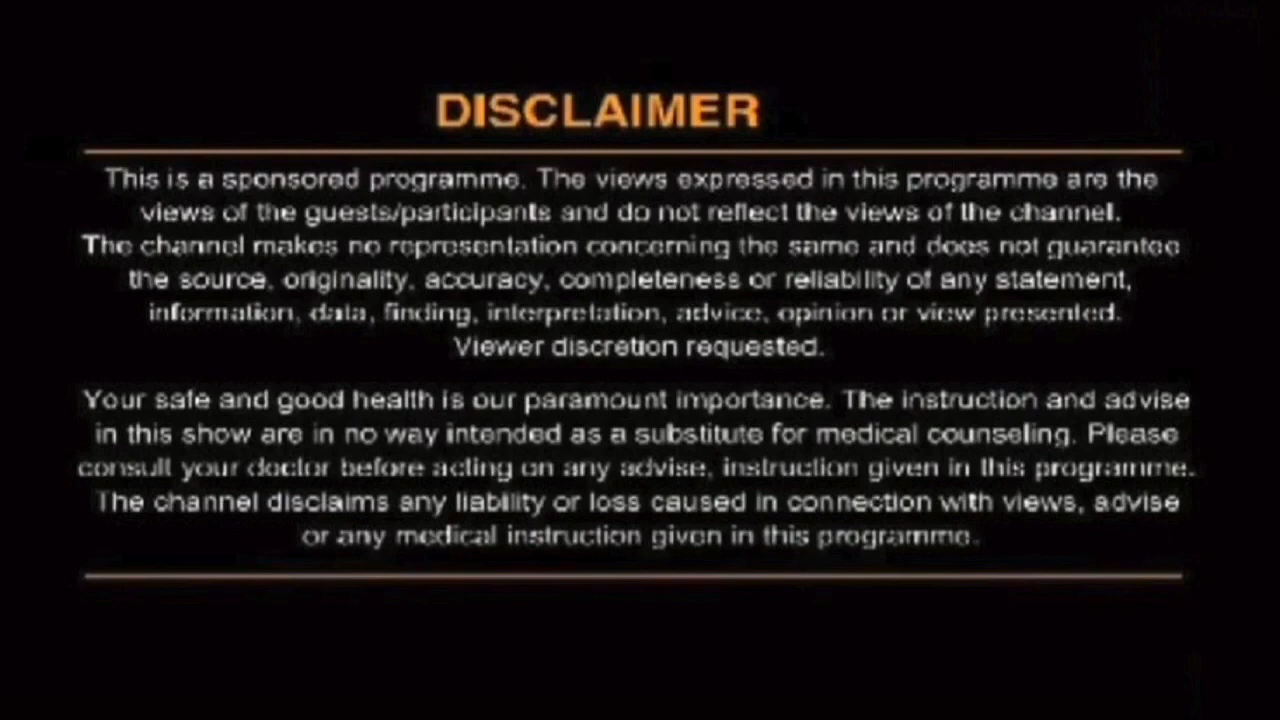 DISCLAIMER
This is a sponsored programme. The views expressed in this programme are the
views of the guests/participants and do not reflect the views of the channel.
The channel makes no representation concerning the same and does not guarantee
the source, originality, accuracy, completeness or reliability of any statement,
information, data, finding, interpretation, advice, opinion or view presented.
Viewer discretion requested.
Your safe and good health is our paramount importance. The instruction and advise
in this show are in no way intended as a substitute for medical counseling. Please
consult your doctor before acting on any advise, instruction given in this programme.
The channel disclaims any liability or loss caused in connection with views, advise
or any medical instruction given in this programme.